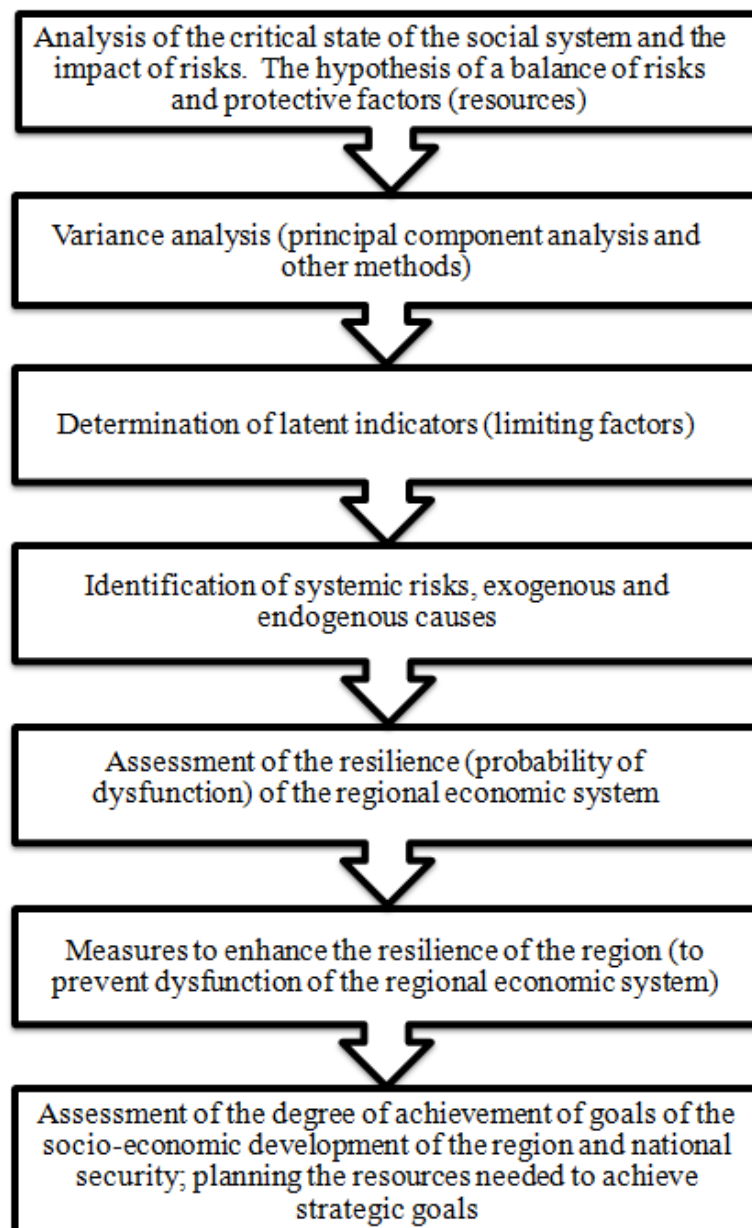 Analysis of the critical state of the social system and the
impact of risks.  The hypothesis of a balance of risks
and protective factors (resources)
Variance analysis (principal component analysis and
other methods)
Determination of latent indicators (limiting factors)
Identification of systemic risks, exogenous and
endogenous causes
Assessment of the resilience (probability of
dysfunction) of the regional economic system
Measures to enhance the resilience of the region (to
prevent dysfunction of the regional economic system)
Assessment of the degree of achievement of goals of the
socio-economic development of the region and national
security; planning the resources needed to achieve
strategic goals